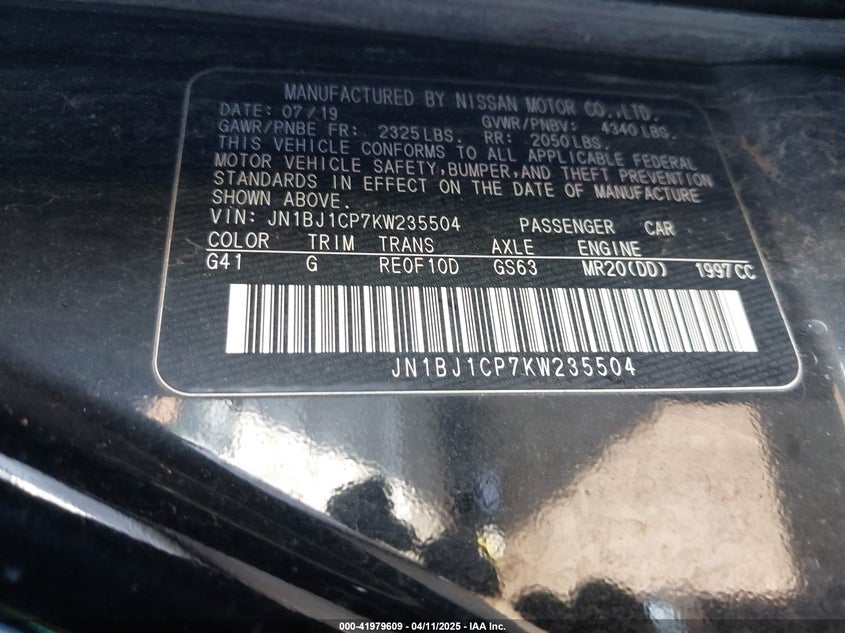 MANUFACTURED BY NISSAN MOTOR CO.,LTD.
DATE: 07/19 GVWR/PNBV: 4340 LBS.
GAWR/PNBE FR: 2325 LBS. RR: 2050 LBS.
THIS VEHICLE CONFORMS TO ALL APPLICABLE FEDERAL
MOTOR VEHICLE SAFETY,BUMPER,AND THEFT PREVENTION
STANDARDS IN EFFECT ON THE DATE OF MANUFACTURE
SHOWN ABOVE.
VIN: JN1BJ1CP7KW235504 PASSENGER CAR
COLOR TRIM TRANS AXLE ENGINE
G41 G RE0F10D GS63 MR20(DD) 1997CC
JN1BJ1CP7KW235504
000-41979609 - 04/11/2025 - IAA Inc.